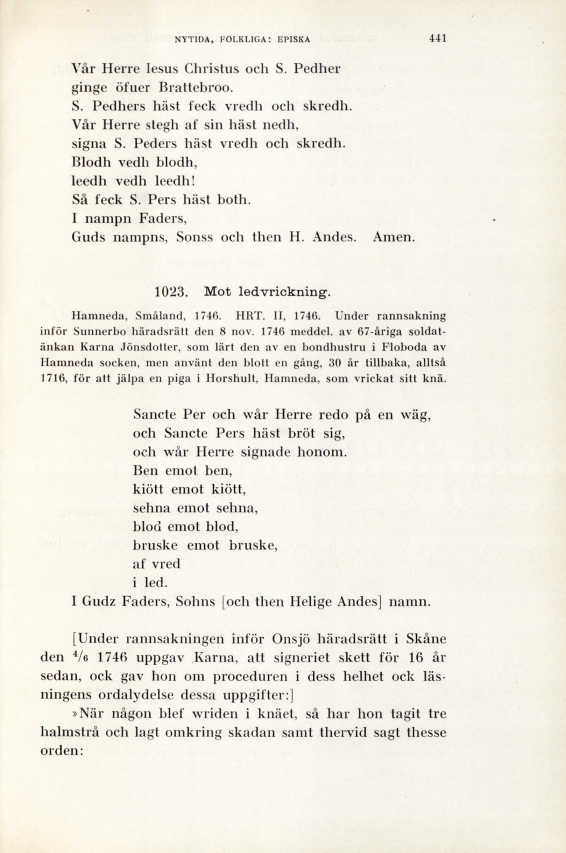 NYTIDA, FOLKLIGA: EPISKA 441
Vår Herre Iesus Christus och S. Pedher
ginge öfuer Brattebroo.
S. Pedhers häst feck vredh och skredh.
Vår Herre stegh af sin häst nedh,
signa S. Peders häst vredh och skredh.
Blodh vedh blodh,
leedh vedh leedh!
Så feck S. Pers häst both.
I nampn Faders,
Guds nampns, Sonss och then H. Andes. Amen.
1023. Mot ledvrickning.
Hamneda, Småland, 1746. HRT. II, 1746. Under rannsakning
inför Sunnerbo häradsrätt den 8 nov. 1746 meddel. av 67-åriga soldat-
änkan Karna Jönsdotter, som lärt den av en bondhustru i Floboda av
Hamneda socken, men använt den blott en gång, 30 år tillbaka, alltså
1716, för att jälpa en piga i Horshult, Hamneda, som vrickat sitt knä.
Sancte Per och wår Herre redo på en wäg,
och Sancte Pers häst bröt sig,
och wår Herre signade honom.
Ben emot ben,
kiött emot kiött,
sehna emot sehna,
blod emot blod,
bruske emot bruske,
af vred
i led.
I Gudz Faders, Sohns [och then Helige Andes] namn.
[Under rannsakningen inför Onsjö häradsrätt i Skåne
den 4/6 1746 uppgav Karna, att signeriet skett för 16 år
sedan, ock gav hon om proceduren i dess helhet ock läs-
ningens ordalydelse dessa uppgifter:]
»När någon blef wriden i knäet, så har hon tagit tre
halmstrå och lagt omkring skadan samt thervid sagt thesse
orden: